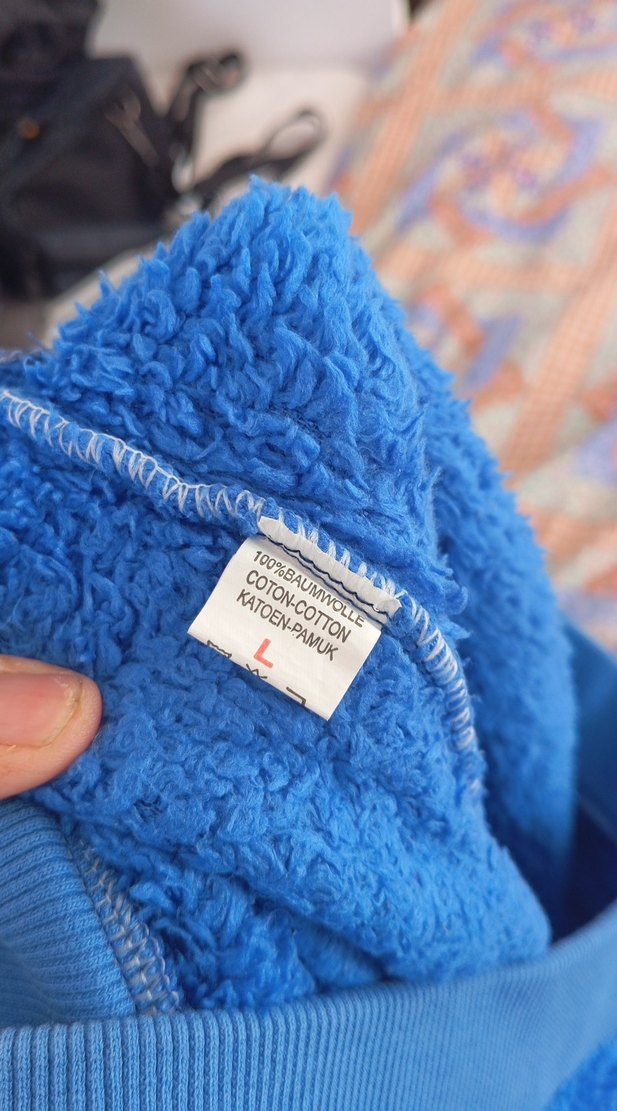 100%BAUMWOLLE
COTON-COTTON
KATOEN-PAMUK
L